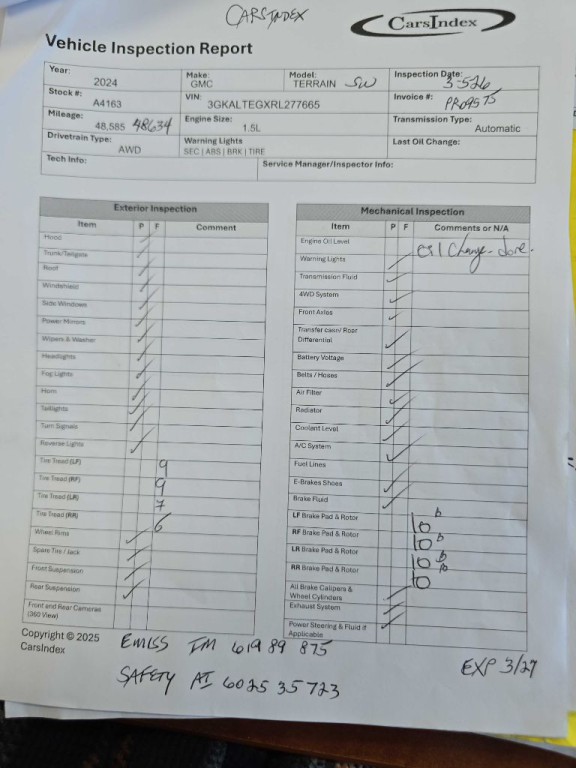 CARSINDEX
CarsIndex
Vehicle Inspection Report
Year: 2024
Make: GMC
Model: TERRAIN SW
Inspection Date: 3-5-26
Stock #: A4163
VIN: 3GKALTEGXRL277665
Invoice #:
Mileage: 48,585 48634
Engine Size: 1.5L
Transmission Type: Automatic
Drivetrain Type: AWD
Warning Lights
SEC | ABS | BRK | TIRE
Last Oil Change:
Tech Info:
Service Manager/Inspector Info:
Exterior Inspection
Item P F Comment
Hood
Trunk/Tailgate
Roof
Windshield
Side Windows
Power Mirrors
Wipers & Washer
Headlights
Fog Lights
Horn
Taillights
Turn Signals
Reverse Lights
Tire Tread (LF) 9
Tire Tread (RF) 9
Tire Tread (LR) 7
Tire Tread (RR) 6
Wheel Rims
Spare Tire / Jack
Front Suspension
Rear Suspension
Front and Rear Cameras
(360 View)
Mechanical Inspection
Item P F Comments or N/A
Engine Oil Level oil Change done.
Warning Lights
Transmission Fluid
4WD System
Front Axles
Transfer case/ Rear
Differential
Battery Voltage
Belts / Hoses
Air Filter
Radiator
Coolant Level
A/C System
Fuel Lines
E-Brakes Shoes
Brake Fluid
LF Brake Pad & Rotor 10
RF Brake Pad & Rotor 10
LR Brake Pad & Rotor 10
RR Brake Pad & Rotor 10
All Brake Calipers &
Wheel Cylinders
Exhaust System
Power Steering & Fluid if
Applicable
Copyright © 2025
CarsIndex
EMISS IM 619 89 875
SAFETY AI 6025 35723
EXP 3/27